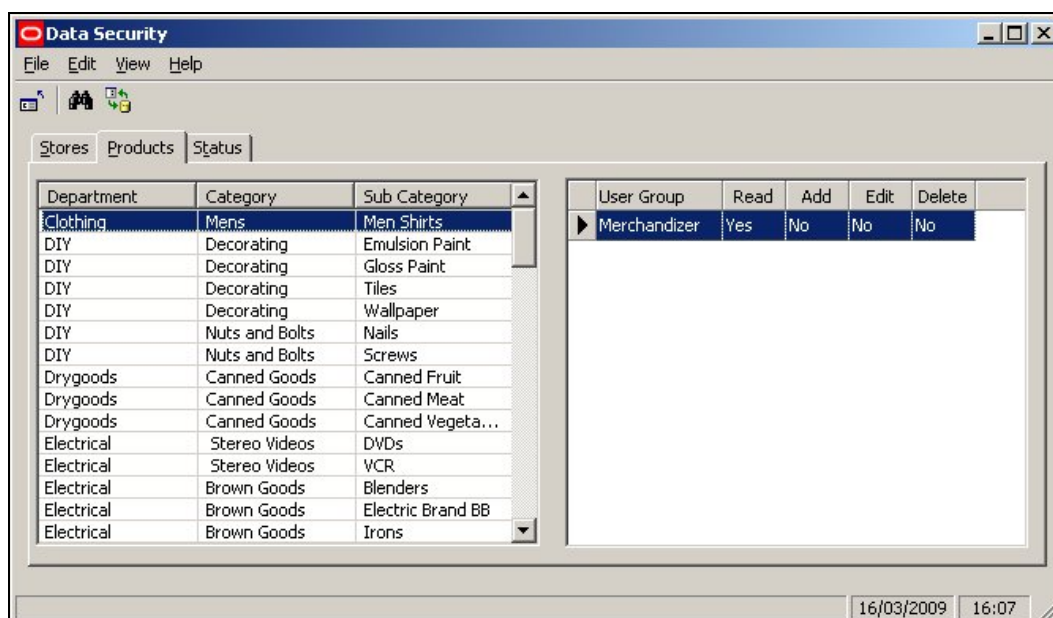 Data Security
File Edit View Help
Stores Products Status
Department Category Sub Category
Clothing Mens Men Shirts
DIY Decorating Emulsion Paint
DIY Decorating Gloss Paint
DIY Decorating Tiles
DIY Decorating Wallpaper
DIY Nuts and Bolts Nails
DIY Nuts and Bolts Screws
Drygoods Canned Goods Canned Fruit
Drygoods Canned Goods Canned Meat
Drygoods Canned Goods Canned Vegeta...
Electrical Stereo Videos DVDs
Electrical Stereo Videos VCR
Electrical Brown Goods Blenders
Electrical Brown Goods Electric Brand BB
Electrical Brown Goods Irons
User Group Read Add Edit Delete
Merchandizer Yes No No No
16/03/2009 16:07